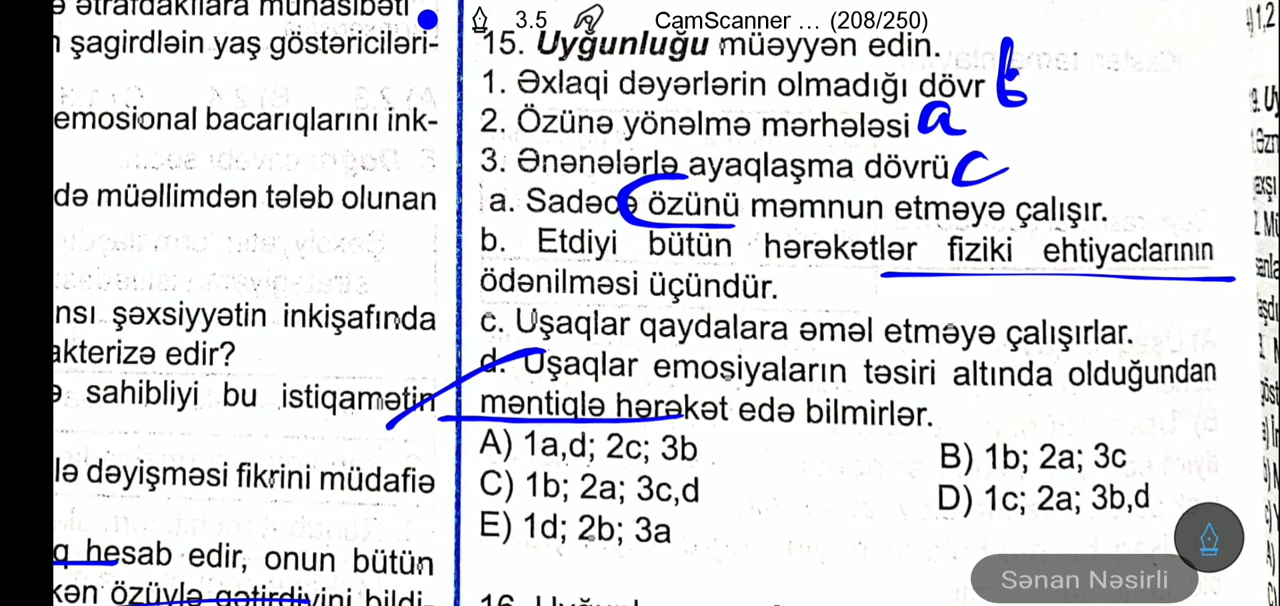 3.5 CamScanner ... (208/250)
ə ətrafdakılara münasibəti
n şagirdləin yaş göstəriciləri-
emosional bacarıqlarını ink-
də müəllimdən tələb olunan
nsı şəxsiyyətin inkişafında
akterizə edir?
ə sahibliyi bu istiqamətin
lə dəyişməsi fikrini müdafiə
q hesab edir, onun bütün
kən özüylə gətirdiyini bildi-
15. Uyğunluğu müəyyən edin.
1. Əxlaqi dəyərlərin olmadığı dövr b
2. Özünə yönəlmə mərhələsi a
3. Ənənələrlə ayaqlaşma dövrü c
a. Sadəcə özünü məmnun etməyə çalışır.
b. Etdiyi bütün hərəkətlər fiziki ehtiyaclarının
ödənilməsi üçündür.
c. Uşaqlar qaydalara əməl etməyə çalışırlar.
d. Uşaqlar emosiyaların təsiri altında olduğundan
məntiqlə hərəkət edə bilmirlər.
A) 1a,d; 2c; 3b
B) 1b; 2a; 3c
C) 1b; 2a; 3c,d
D) 1c; 2a; 3b,d
E) 1d; 2b; 3a
Sənan Nəsirli